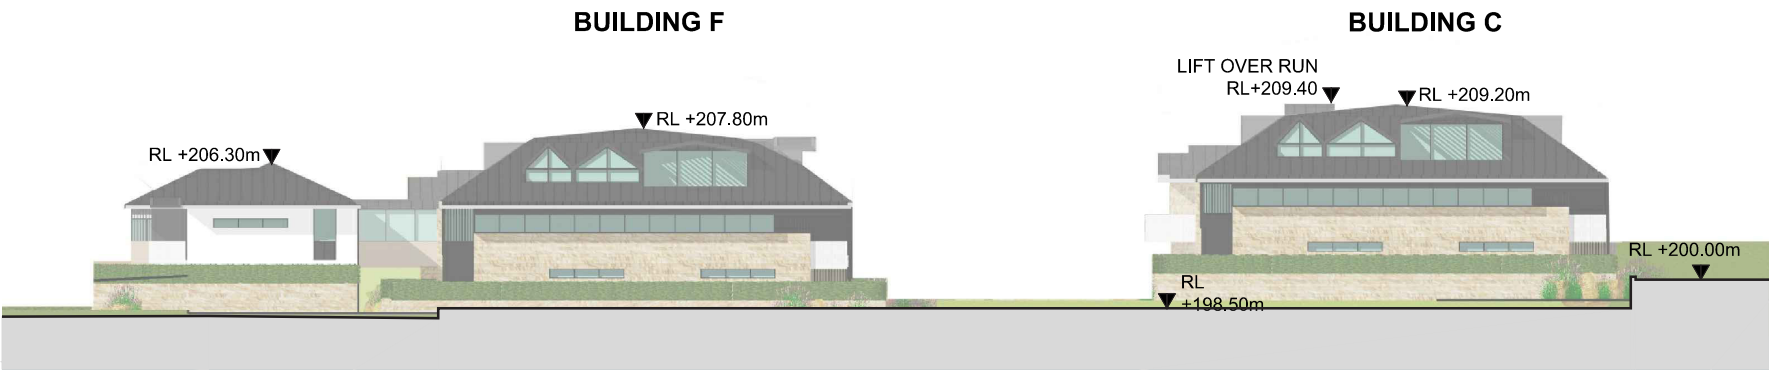 BUILDING F
BUILDING C
LIFT OVER RUN
RL+209.40
RL +209.20m
RL +207.80m
RL +206.30m
RL +200.00m
RL
+198.50m